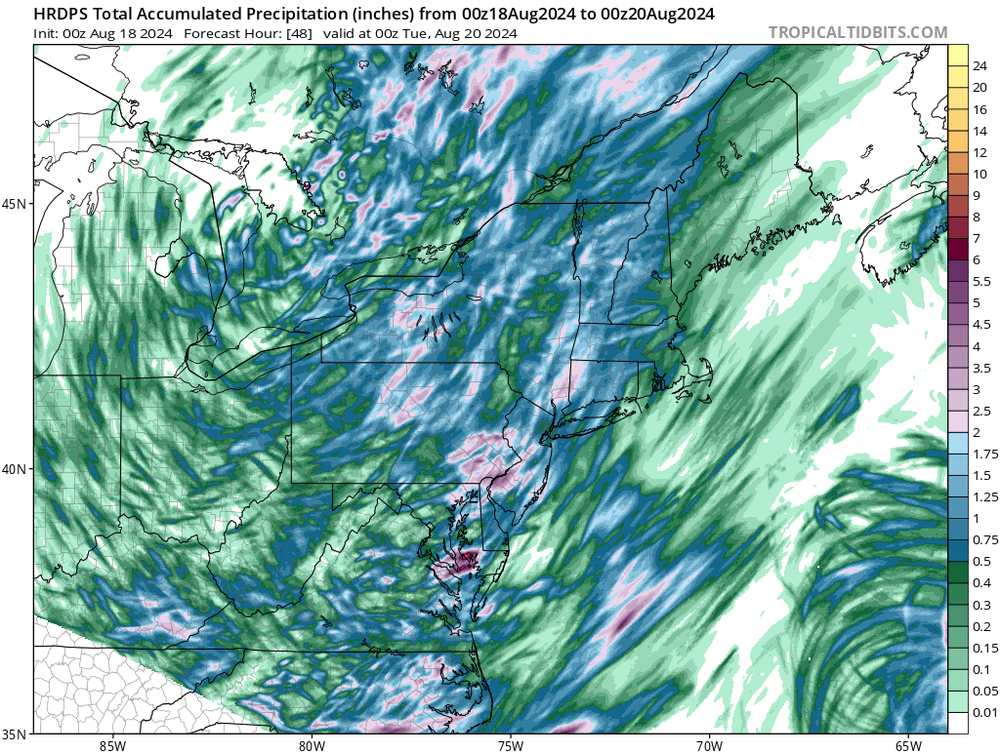 HRDPS Total Accumulated Precipitation (inches) from 00z18Aug2024 to 00z20Aug2024
Init: 00z Aug 18 2024 Forecast Hour: [48] valid at 00z Tue, Aug 20 2024
TROPICALTIDBITS.COM
24
20
16
14
12
10
9
8
7
6
5.5
5
4.5
4
3.5
3
2.5
2
1.75
1.5
1.25
1
0.75
0.5
0.4
0.3
0.2
0.15
0.1
0.05
0.01
45N
40N
35N
85W
80W
75W
70W
65W